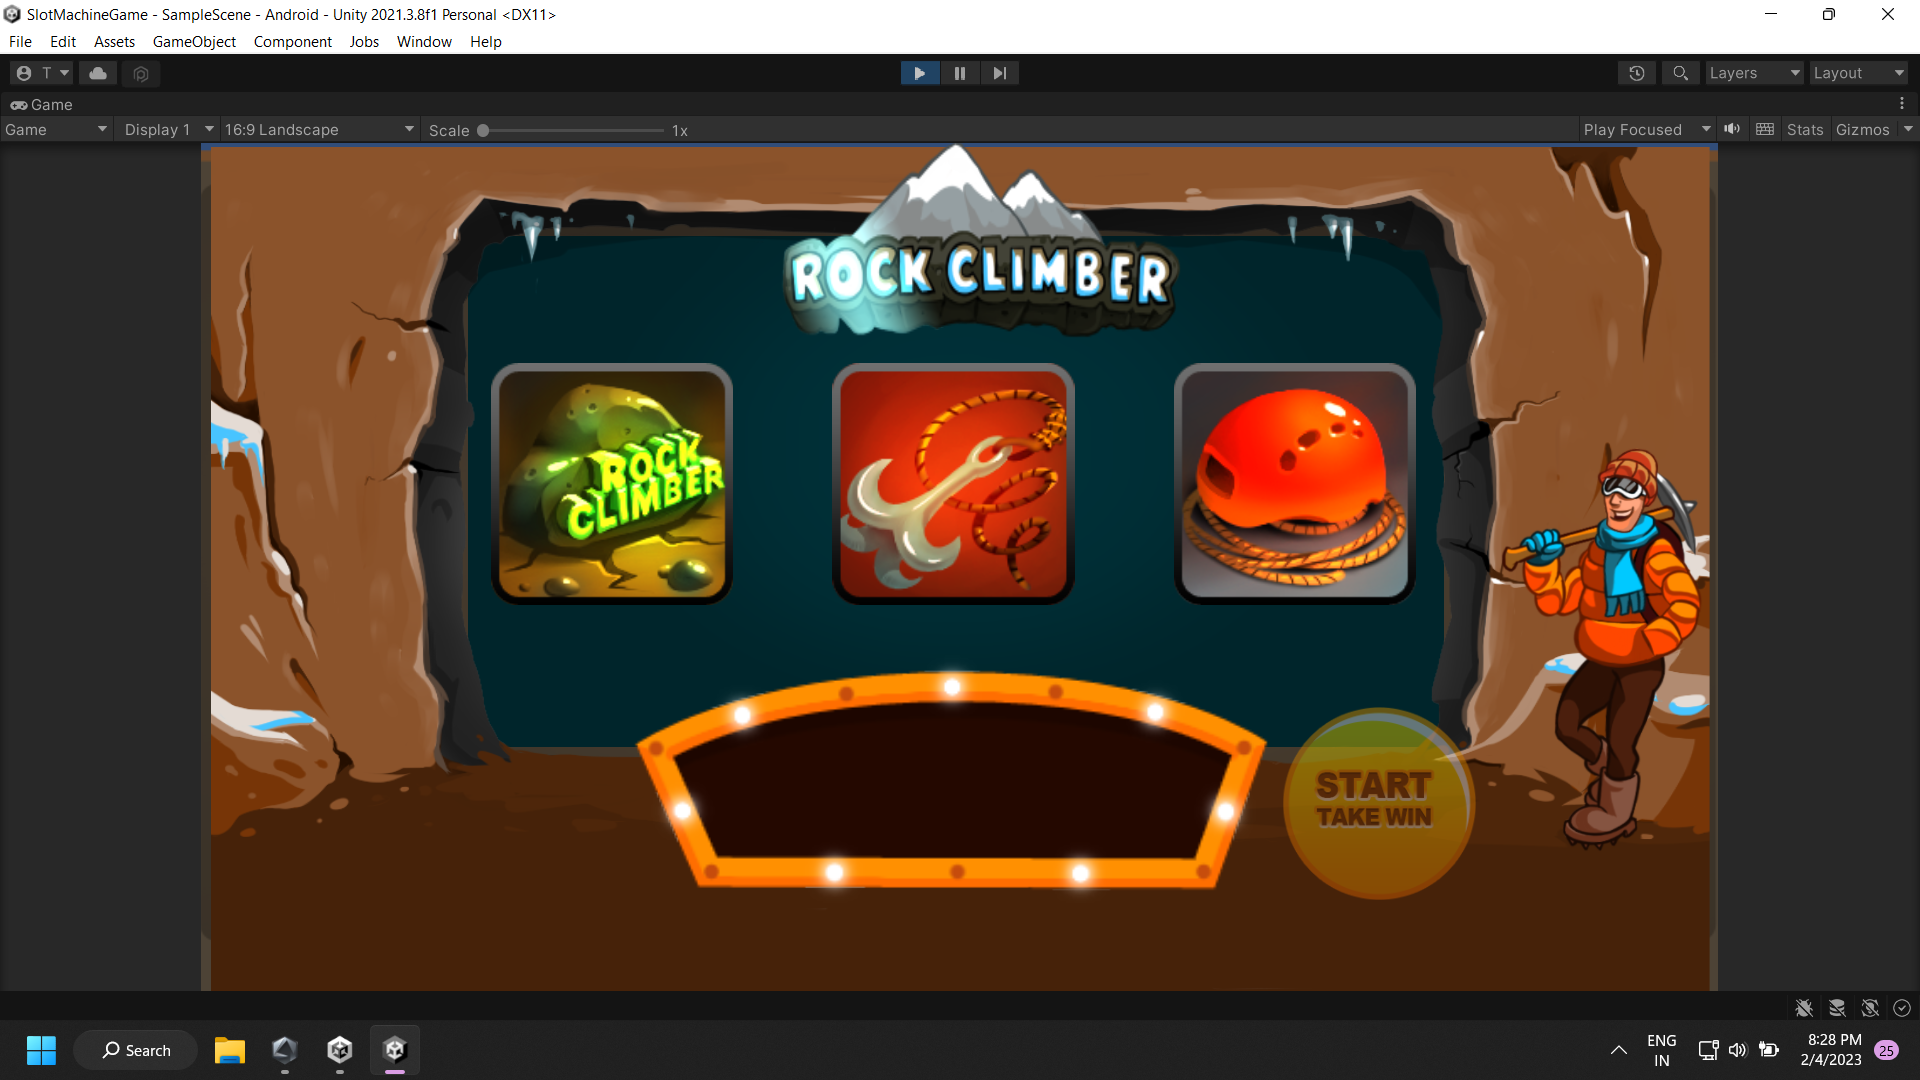 SlotMachineGame - SampleScene - Android - Unity 2021.3.8f1 Personal <DX11>
File Edit Assets GameObject Component Jobs Window Help
T
Layers Layout
Game
Game Display 1 16:9 Landscape Scale 1x Play Focused Stats Gizmos
ROCK CLIMBER
ROCK
CLIMBER
START
TAKE WIN
Search
ENG
IN
8:28 PM
2/4/2023
25